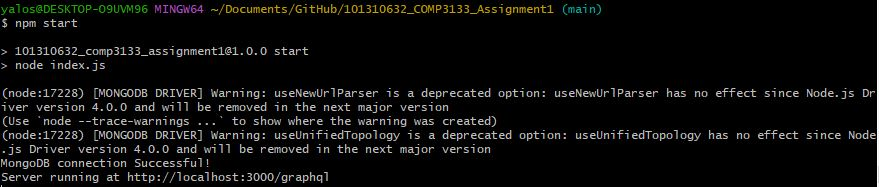 yalos@DESKTOP-O9UVM96 MINGW64 ~/Documents/GitHub/101310632_COMP3133_Assignment1 (main)
$ npm start
> 101310632_comp3133_assignment1@1.0.0 start
> node index.js
(node:17228) [MONGODB DRIVER] Warning: useNewUrlParser is a deprecated option: useNewUrlParser has no effect since Node.js Dr
iver version 4.0.0 and will be removed in the next major version
(Use `node --trace-warnings ...` to show where the warning was created)
(node:17228) [MONGODB DRIVER] Warning: useUnifiedTopology is a deprecated option: useUnifiedTopology has no effect since Node
.js Driver version 4.0.0 and will be removed in the next major version
MongoDB connection Successful!
Server running at http://localhost:3000/graphql